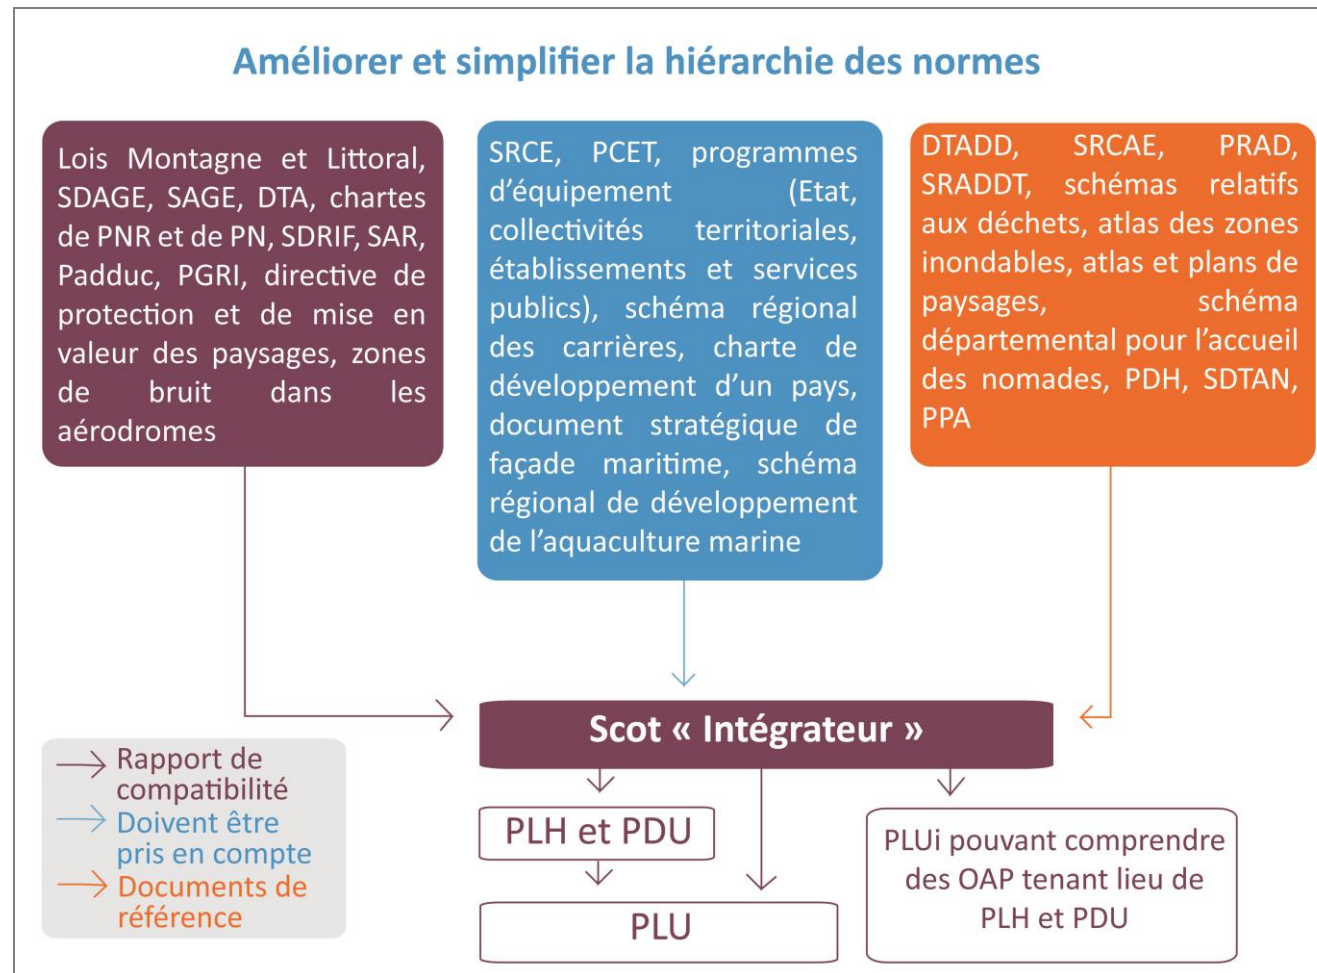 Améliorer et simplifier la hiérarchie des normes
Lois Montagne et Littoral,
SDAGE, SAGE, DTA, chartes
de PNR et de PN, SDRIF, SAR,
Padduc, PGRI, directive de
protection et de mise en
valeur des paysages, zones
de bruit dans les
aérodromes
SRCE, PCET, programmes
d’équipement (Etat,
collectivités territoriales,
établissements et services
publics), schéma régional
des carrières, charte de
développement d’un pays,
document stratégique de
façade maritime, schéma
régional de développement
de l’aquaculture marine
DTADD, SRCAE, PRAD,
SRADDT, schémas relatifs
aux déchets, atlas des zones
inondables, atlas et plans de
paysages, schéma
départemental pour l’accueil
des nomades, PDH, SDTAN,
PPA
Scot « Intégrateur »
Rapport de
compatibilité
Doivent être
pris en compte
Documents de
référence
PLH et PDU
PLU
PLUi pouvant comprendre
des OAP tenant lieu de
PLH et PDU